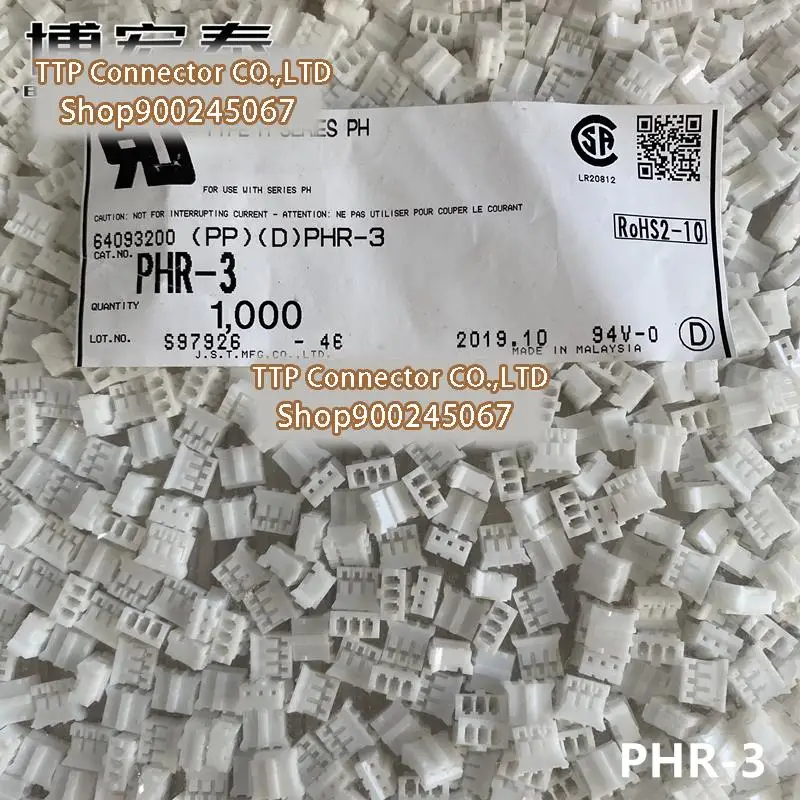 博宏泰
TTP Connector CO.,LTD
Shop900245067
SERIES PH
LR20812
FOR USE WITH SERIES PH
CAUTION: NOT FOR INTERRUPTING CURRENT - ATTENTION: NE PAS UTILISER POUR COUPER LE COURANT
64093200 (PP)(D)PHR-3
RoHS2-10
CAT.NO. PHR-3
QUANTITY 1,000
LOT.NO. S97926 - 46 2019.10 94V-0 D
J.S.T.MFG.CO.,LTD. MADE IN MALAYSIA
TTP Connector CO.,LTD
Shop900245067
PHR-3